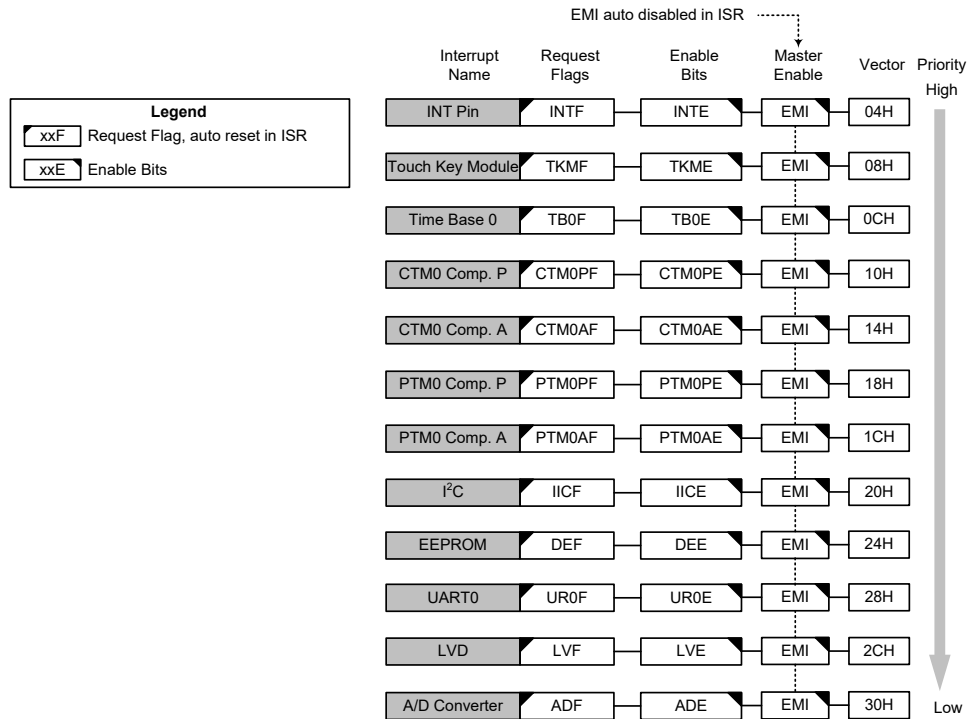 EMI auto disabled in ISR
Interrupt Name Request Flags Enable Bits Master Enable Vector Priority
High
Legend
xxF Request Flag, auto reset in ISR
xxE Enable Bits
INT Pin INTF INTE EMI 04H
Touch Key Module TKMF TKME EMI 08H
Time Base 0 TB0F TB0E EMI 0CH
CTM0 Comp. P CTM0PF CTM0PE EMI 10H
CTM0 Comp. A CTM0AF CTM0AE EMI 14H
PTM0 Comp. P PTM0PF PTM0PE EMI 18H
PTM0 Comp. A PTM0AF PTM0AE EMI 1CH
I²C IICF IICE EMI 20H
EEPROM DEF DEE EMI 24H
UART0 UR0F UR0E EMI 28H
LVD LVF LVE EMI 2CH
A/D Converter ADF ADE EMI 30H Low